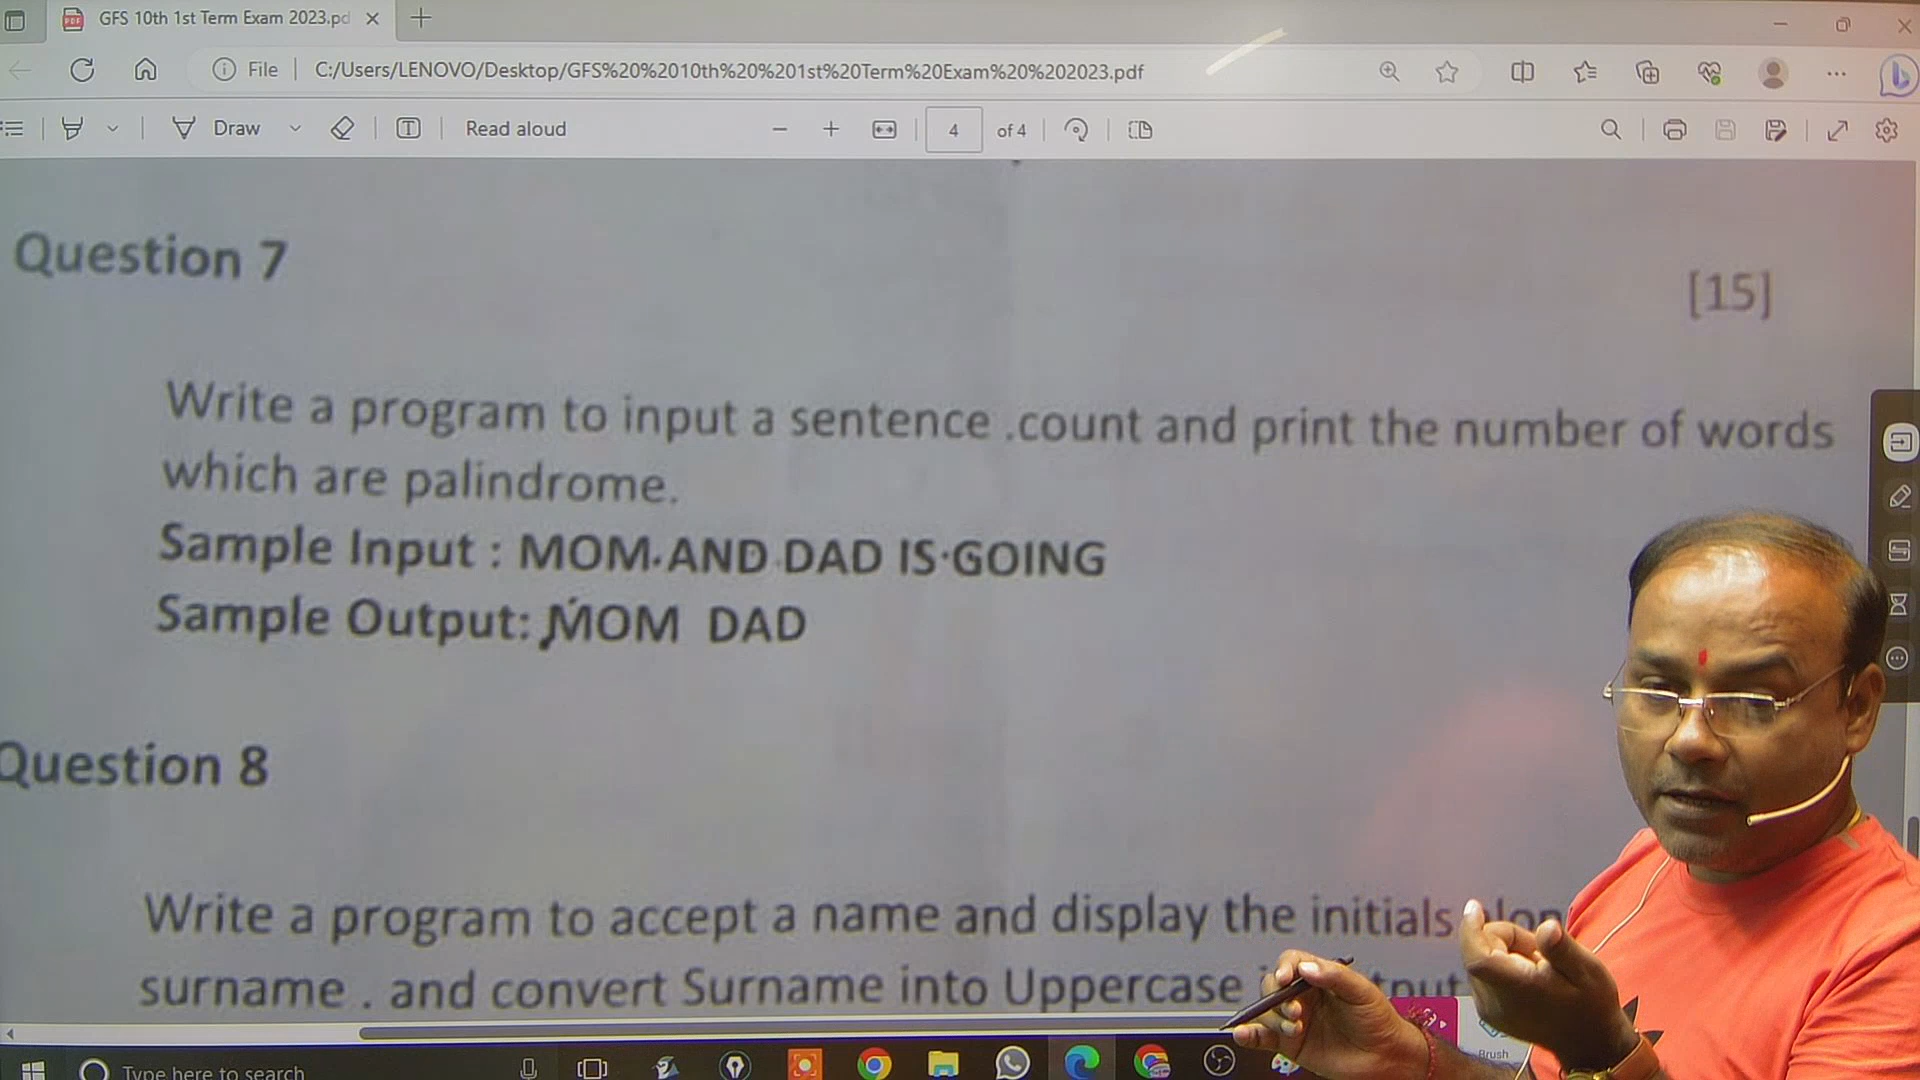 GFS 10th 1st Term Exam 2023.pd
File
C:/Users/LENOVO/Desktop/GFS%20%2010th%20%201st%20Term%20Exam%20%202023.pdf
Draw
Read aloud
4
of 4
Question 7
[15]
Write a program to input a sentence .count and print the number of words
which are palindrome.
Sample Input : MOM AND DAD IS GOING
Sample Output: MOM DAD
Question 8
Write a program to accept a name and display the initials
surname . and convert Surname into Uppercase
Brush
Type here to search